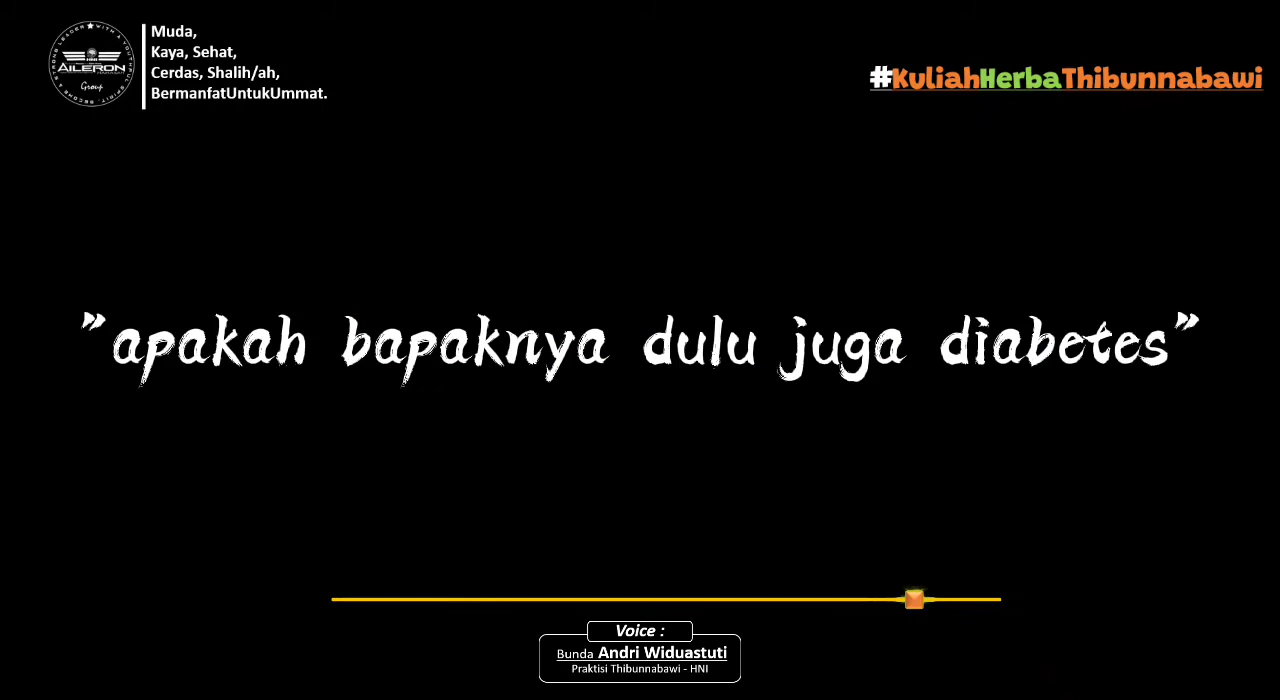 Muda,
Kaya, Sehat,
Cerdas, Shalih/ah,
BermanfatUntukUmmat.
AILERON
Group
#KuliahHerbaThibunnabawi
"apakah bapaknya dulu juga diabetes"
Voice :
Bunda Andri Widuastuti
Praktisi Thibunnabawi - HNI